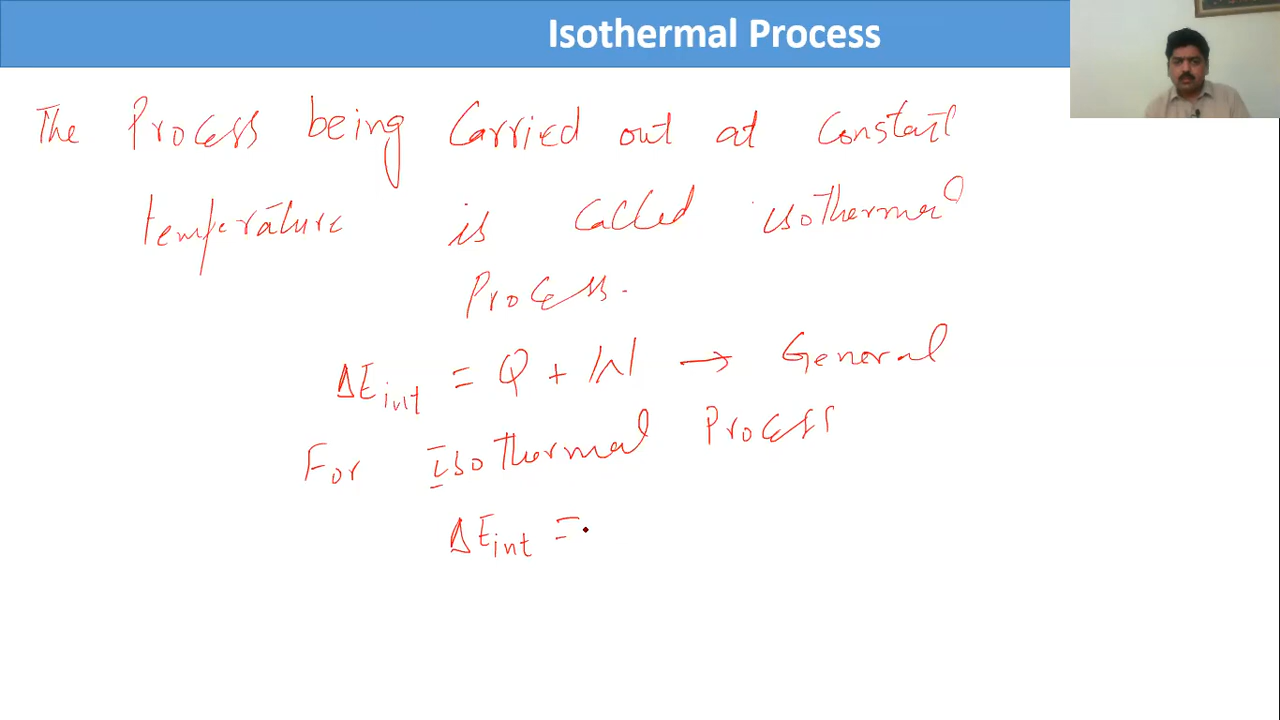 Isothermal Process
The Process being Carried out at Constant
temperature is Called isothermal
Process.
ΔE_int = Q + W → General
For isothermal Process
ΔE_int =